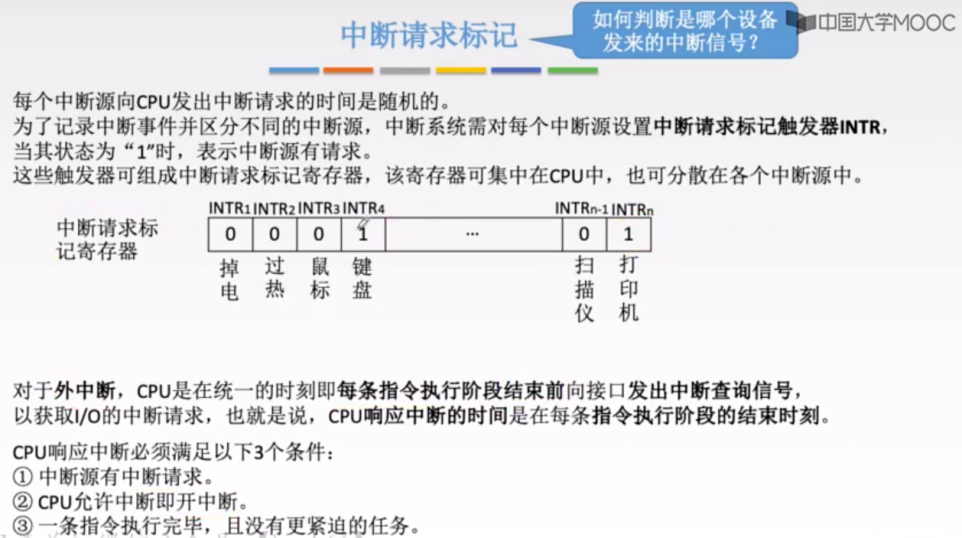 中断请求标记
如何判断是哪个设备
发来的中断信号？
中国大学MOOC
每个中断源向CPU发出中断请求的时间是随机的。
为了记录中断事件并区分不同的中断源，中断系统需对每个中断源设置中断请求标记触发器INTR，
当其状态为“1”时，表示中断源有请求。
这些触发器可组成中断请求标记寄存器，该寄存器可集中在CPU中，也可分散在各个中断源中。
INTR1 INTR2 INTR3 INTR4 INTRn-1 INTRn
中断请求标
记寄存器
0 0 0 1 ... 0 1
掉电 过热 鼠标 键盘 扫描仪 打印机
对于外中断，CPU是在统一的时刻即每条指令执行阶段结束前向接口发出中断查询信号，
以获取I/O的中断请求，也就是说，CPU响应中断的时间是在每条指令执行阶段的结束时刻。
CPU响应中断必须满足以下3个条件：
① 中断源有中断请求。
② CPU允许中断即开中断。
③ 一条指令执行完毕，且没有更紧迫的任务。